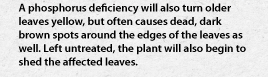 A phosphorus deficiency will also turn older
leaves yellow, but often causes dead, dark
brown spots around the edges of the leaves as
well. Left untreated, the plant will also begin to
shed the affected leaves.